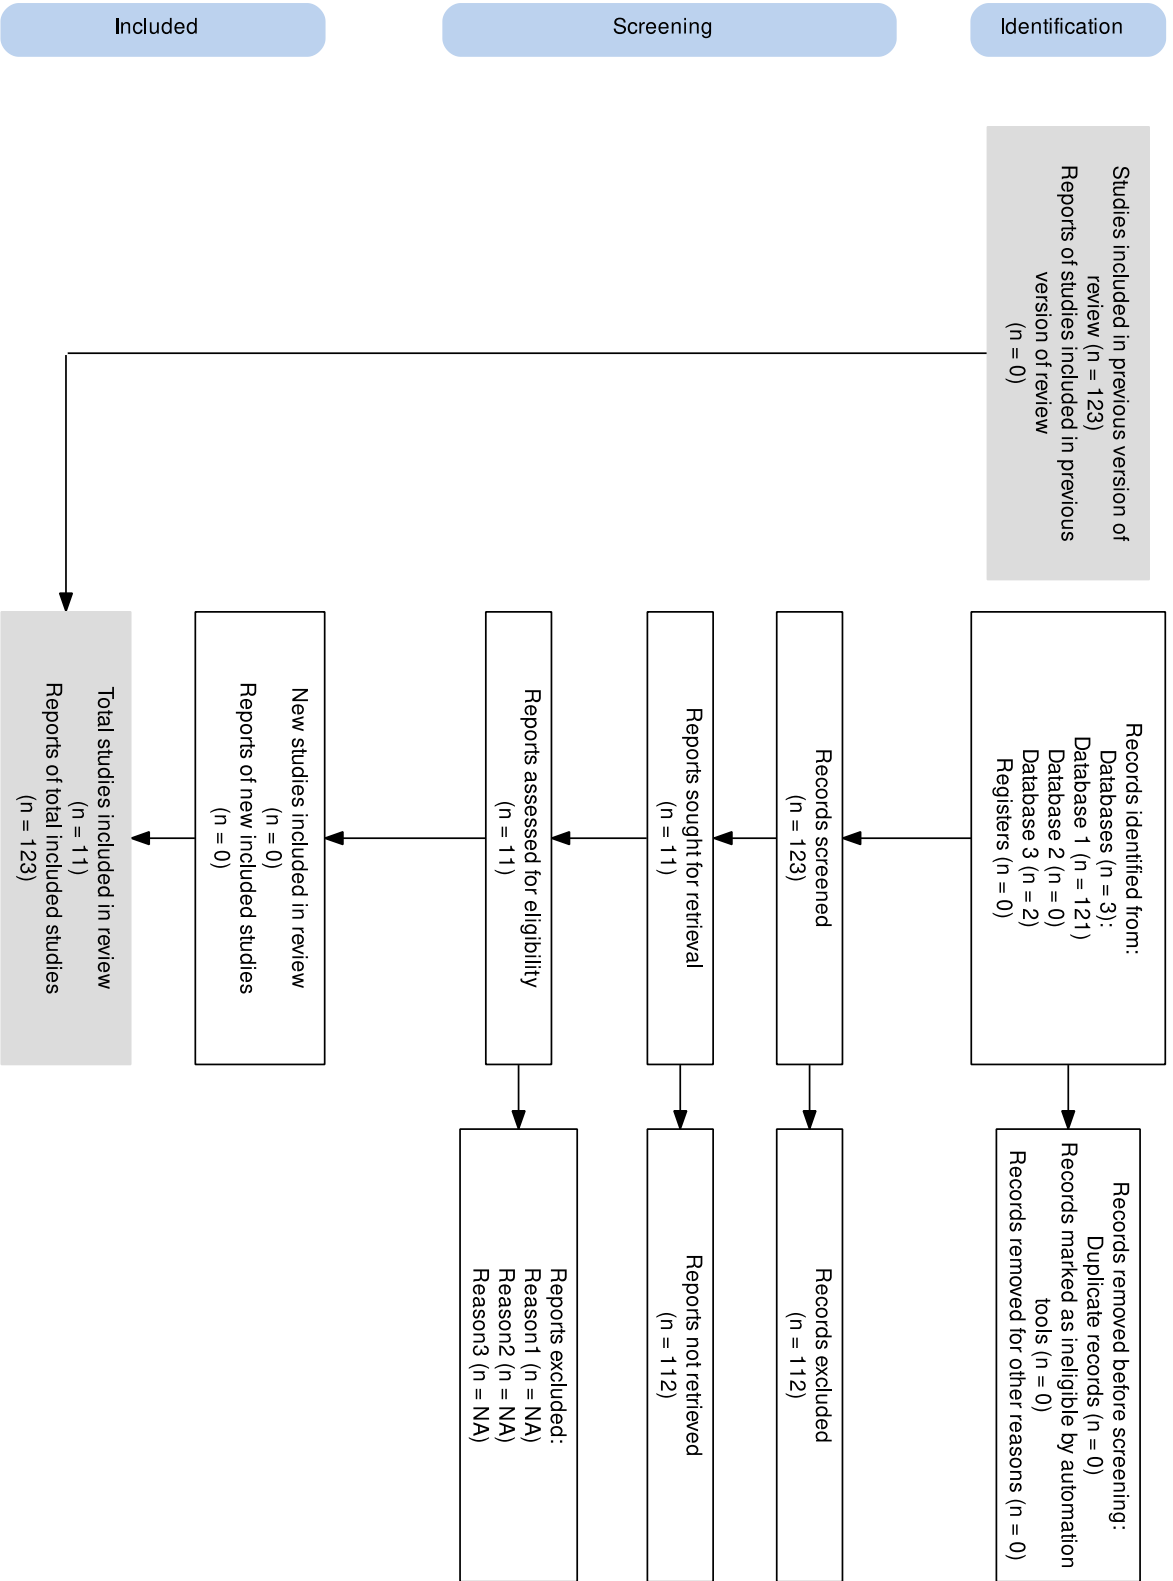 Identification
Studies included in previous version of
review (n = 123)
Reports of studies included in previous
version of review
(n = 0)
Records identified from:
Databases (n = 3):
Database 1 (n = 121)
Database 2 (n = 0)
Database 3 (n = 2)
Registers (n = 0)
Records removed before screening:
Duplicate records (n = 0)
Records marked as ineligible by automation
tools (n = 0)
Records removed for other reasons (n = 0)
Screening
Records screened
(n = 123)
Records excluded
(n = 112)
Reports sought for retrieval
(n = 11)
Reports not retrieved
(n = 112)
Reports assessed for eligibility
(n = 11)
Reports excluded:
Reason1 (n = NA)
Reason2 (n = NA)
Reason3 (n = NA)
Included
New studies included in review
(n = 0)
Reports of new included studies
(n = 0)
Total studies included in review
(n = 11)
Reports of total included studies
(n = 123)